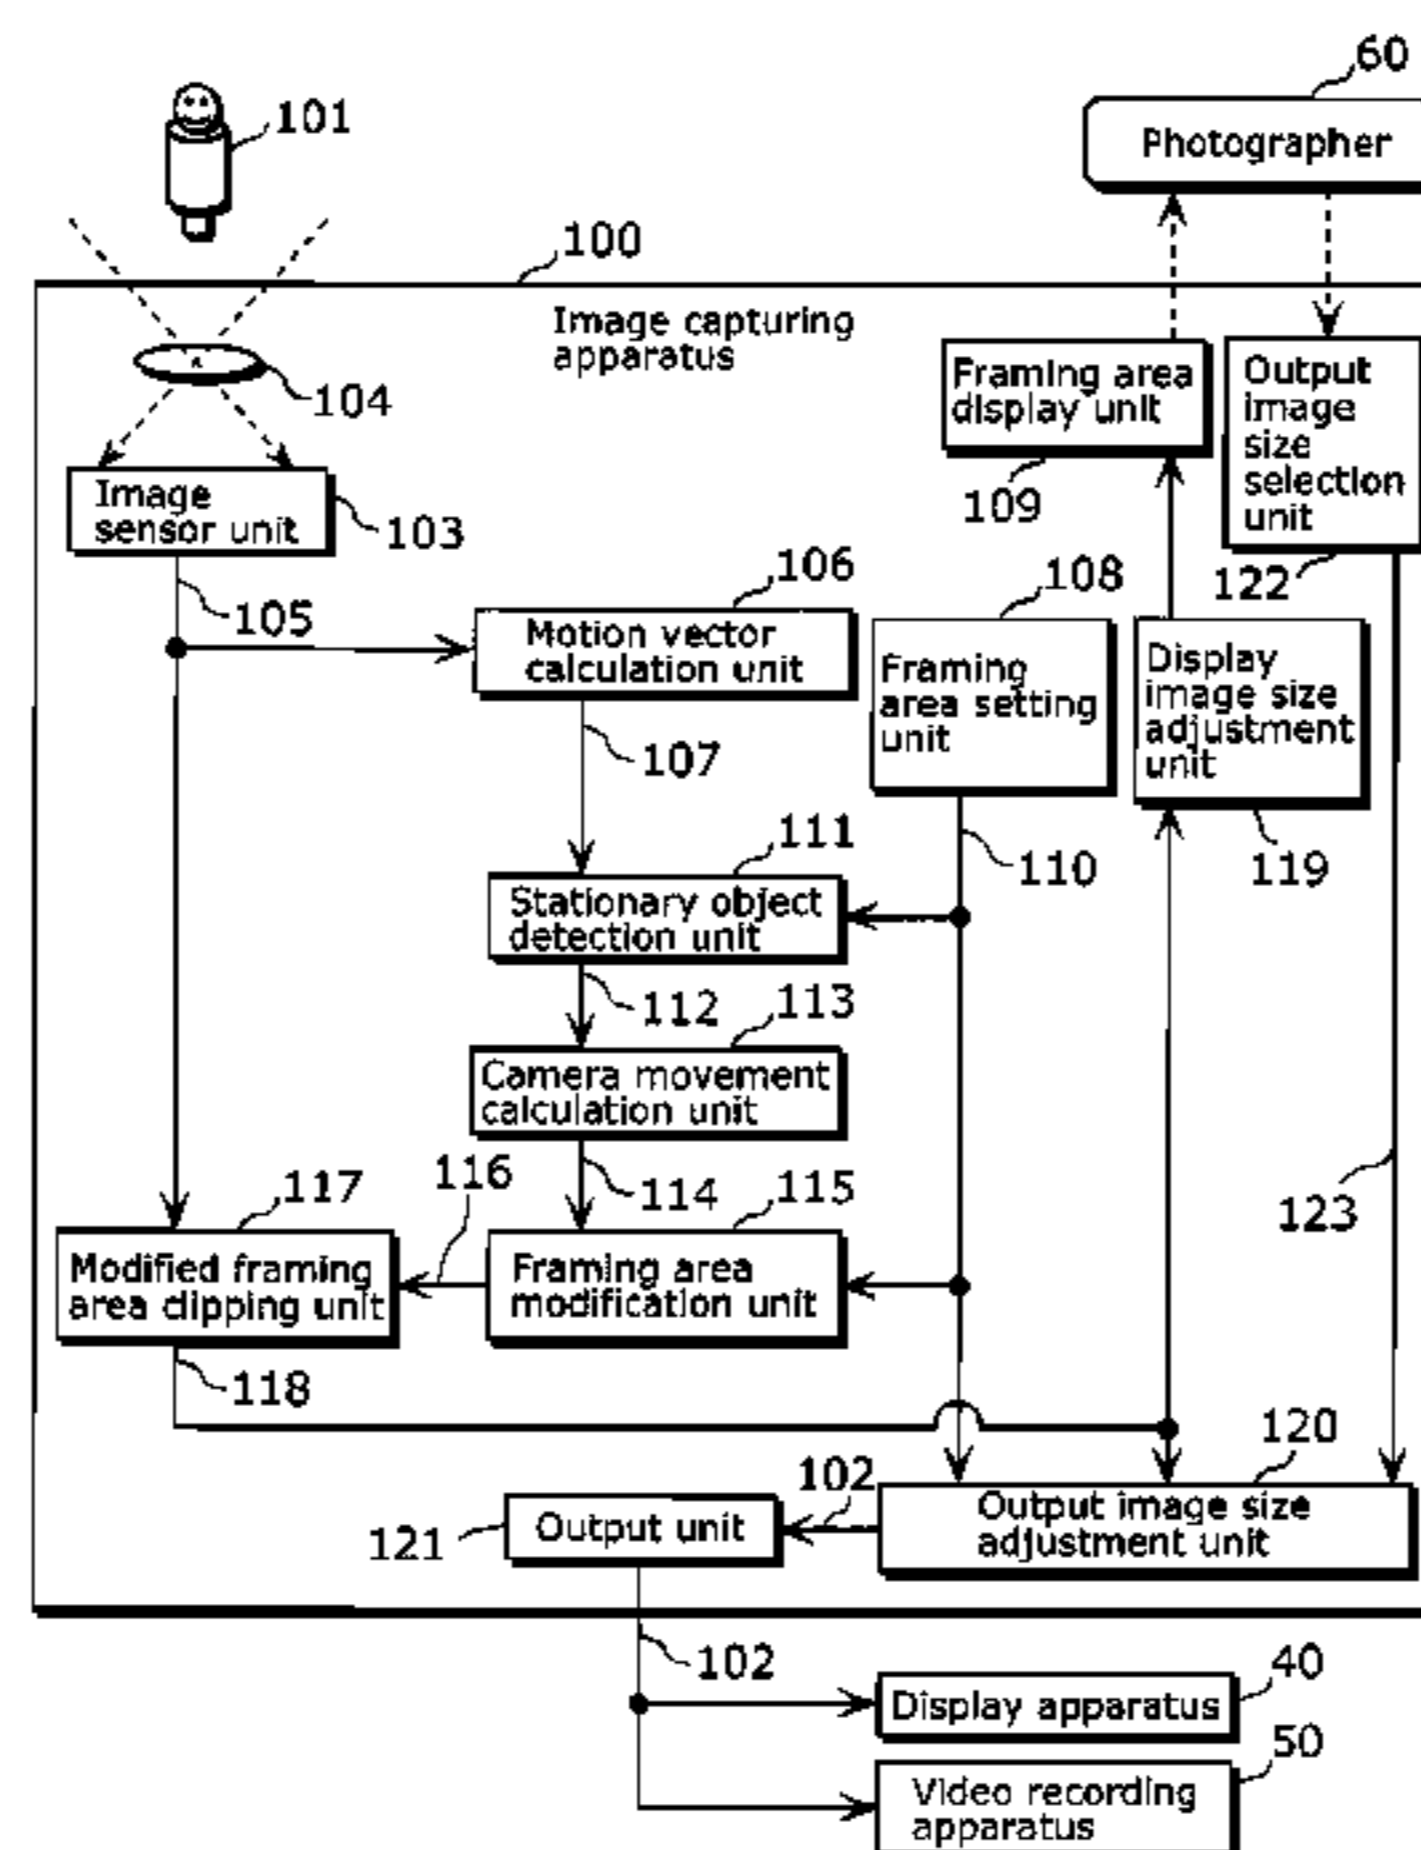 60
Photographer
101
100
Image capturing
apparatus
104
Framing area
display unit
109
Output
image
size
selection
unit
122
Image
sensor unit
103
105
106
Motion vector
calculation unit
107
108
Framing
area setting
unit
110
Display
image size
adjustment
unit
119
111
Stationary object
detection unit
112
113
Camera movement
calculation unit
114
115
116
117
Modified framing
area clipping unit
Framing area
modification unit
118
123
120
102
Output image size
adjustment unit
121
Output unit
102
40
Display apparatus
50
Video recording
apparatus